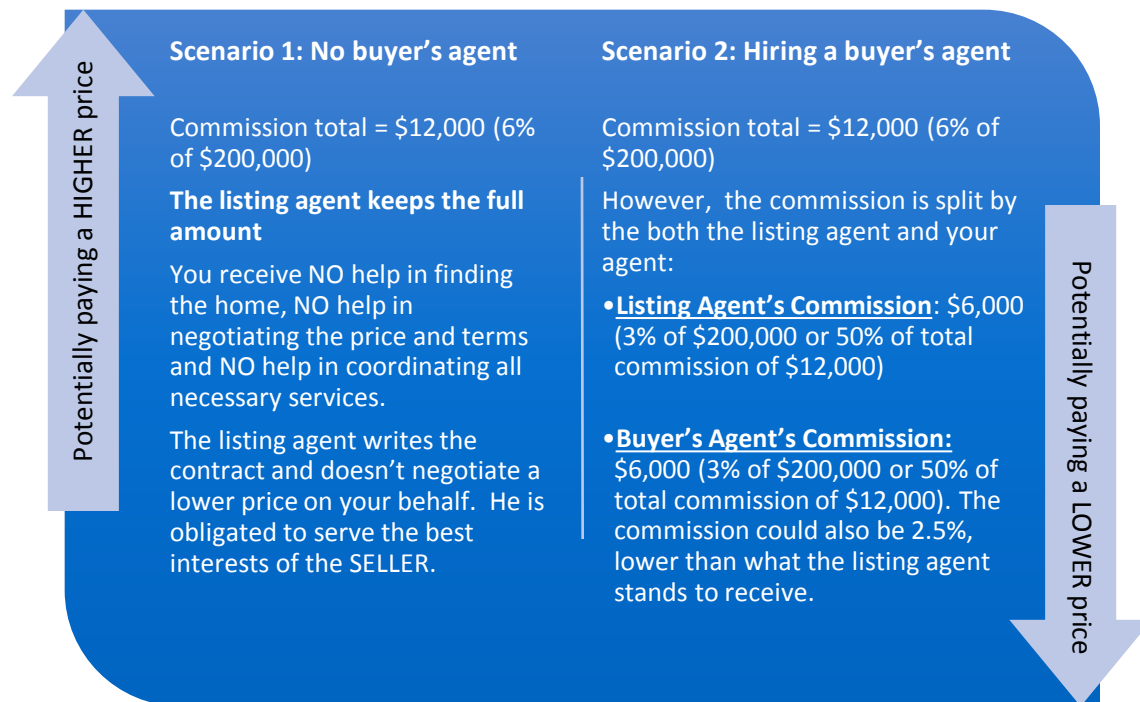 Potentially paying a HIGHER price
Scenario 1: No buyer’s agent
Commission total = $12,000 (6%
of $200,000)
The listing agent keeps the full
amount
You receive NO help in finding
the home, NO help in
negotiating the price and terms
and NO help in coordinating all
necessary services.
The listing agent writes the
contract and doesn’t negotiate a
lower price on your behalf.  He is
obligated to serve the best
interests of the SELLER.
Scenario 2: Hiring a buyer’s agent
Commission total = $12,000 (6% of
$200,000)
However,  the commission is split by
the both the listing agent and your
agent:
•Listing Agent’s Commission: $6,000
(3% of $200,000 or 50% of total
commission of $12,000)
•Buyer’s Agent’s Commission:
$6,000 (3% of $200,000 or 50% of
total commission of $12,000). The
commission could also be 2.5%,
lower than what the listing agent
stands to receive.
Potentially paying a LOWER price